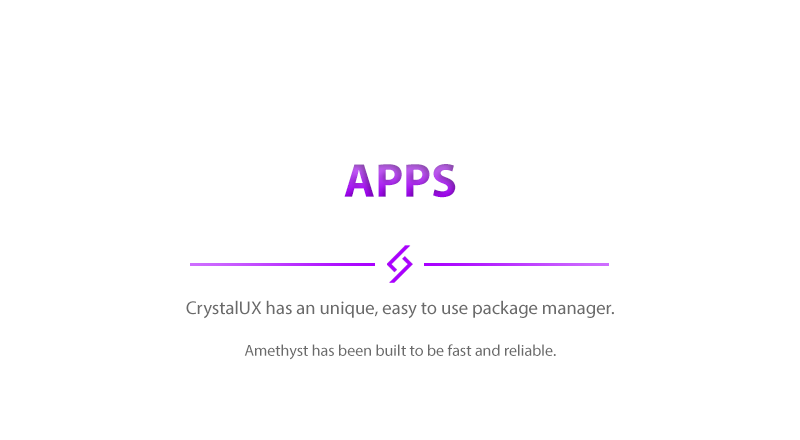 APPS
CrystalUX has an unique, easy to use package manager.
Amethyst has been built to be fast and reliable.